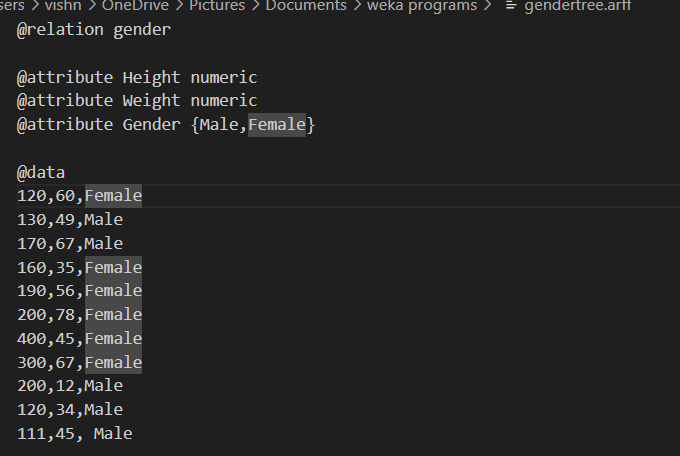 sers > vishn > OneDrive > Pictures > Documents > weka programs > gendertree.arff
@relation gender
@attribute Height numeric
@attribute Weight numeric
@attribute Gender {Male,Female}
@data
120,60,Female
130,49,Male
170,67,Male
160,35,Female
190,56,Female
200,78,Female
400,45,Female
300,67,Female
200,12,Male
120,34,Male
111,45, Male